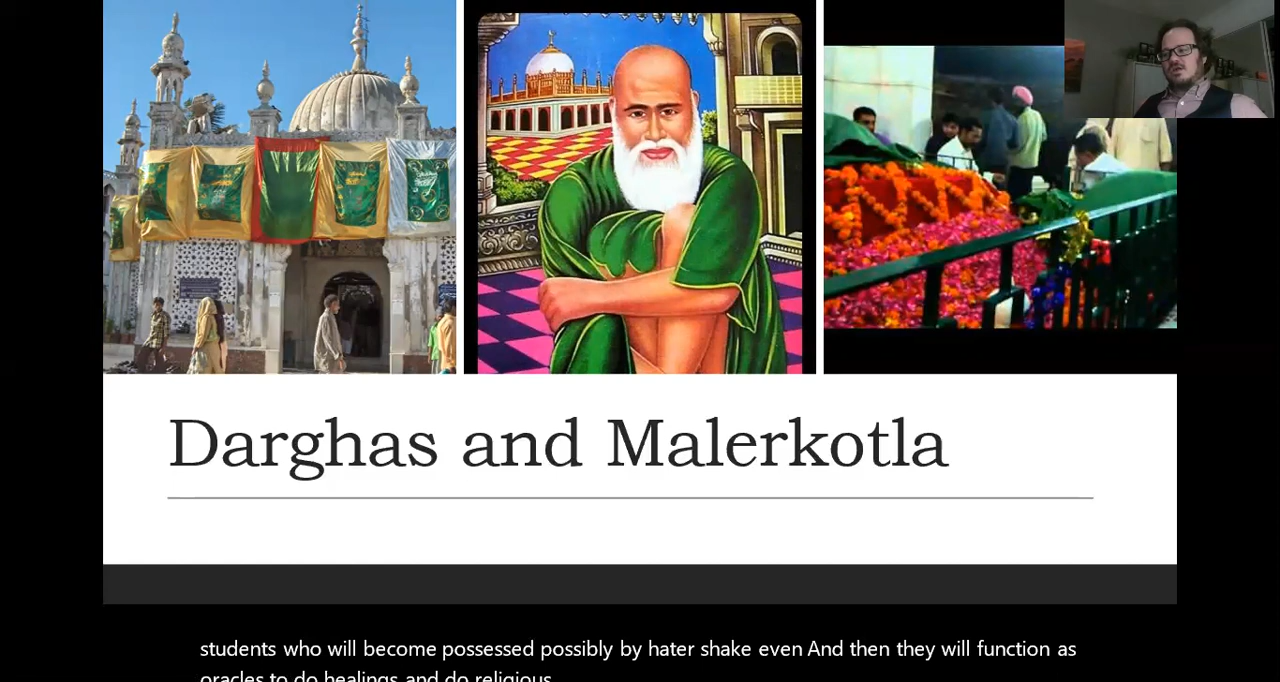 Darghas and Malerkotla
students who will become possessed possibly by hater shake even And then they will function as
oracles to do healings and do religious